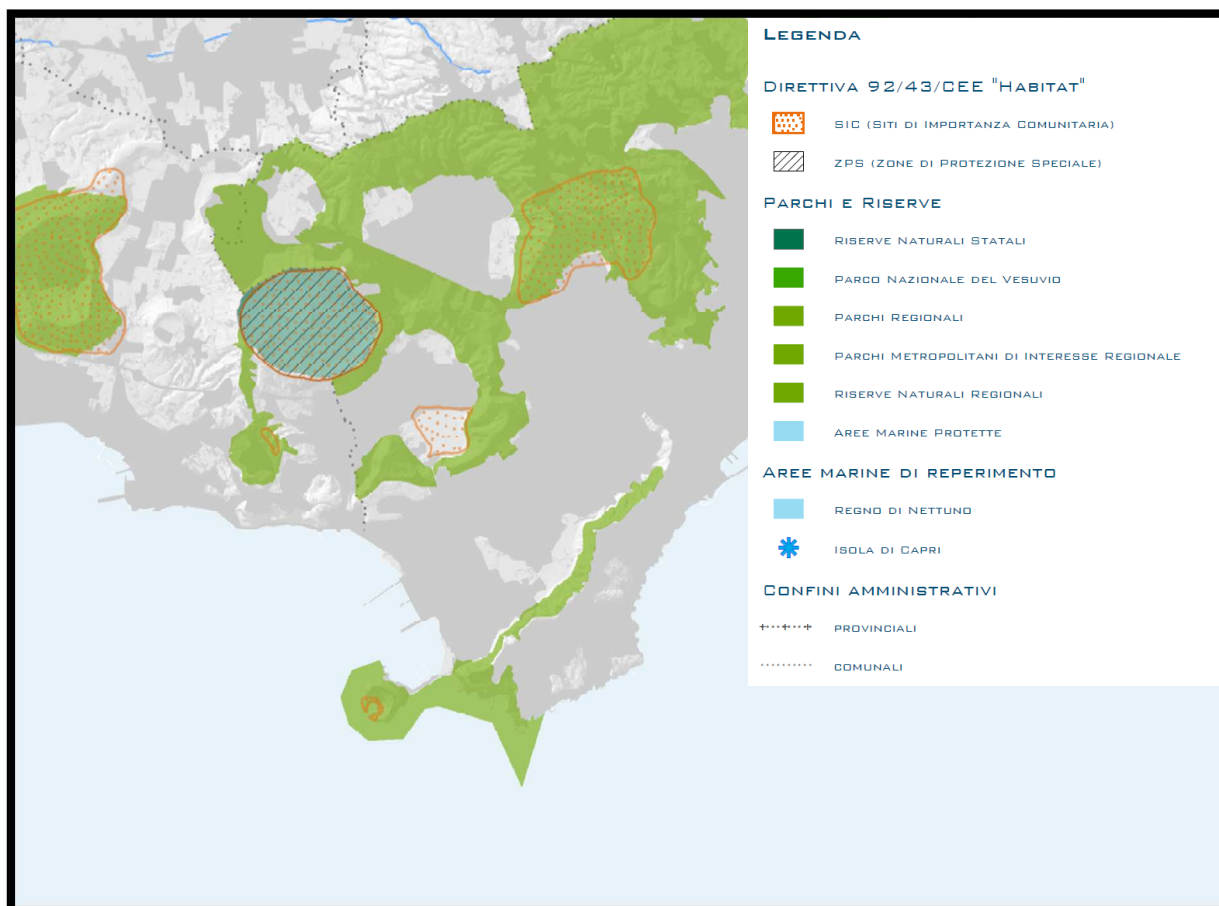 Legenda
Direttiva 92/43/CEE "Habitat"
SIC (Siti di Importanza Comunitaria)
ZPS (Zone di Protezione Speciale)
Parchi e Riserve
Riserve Naturali Statali
Parco Nazionale del Vesuvio
Parchi Regionali
Parchi Metropolitani di Interesse Regionale
Riserve Naturali Regionali
Aree Marine Protette
Aree marine di reperimento
Regno di Nettuno
Isola di Capri
Confini amministrativi
provinciali
comunali